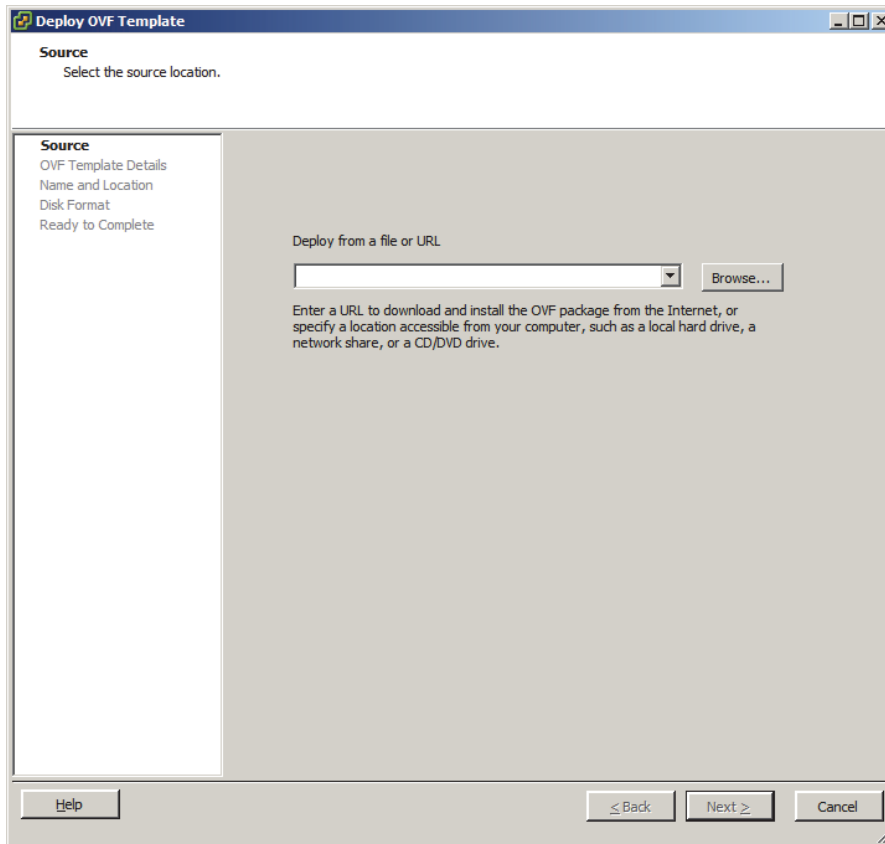 Deploy OVF Template
Source
Select the source location.
Source
OVF Template Details
Name and Location
Disk Format
Ready to Complete
Deploy from a file or URL
Browse...
Enter a URL to download and install the OVF package from the Internet, or
specify a location accessible from your computer, such as a local hard drive, a
network share, or a CD/DVD drive.
Help
< Back
Next >
Cancel